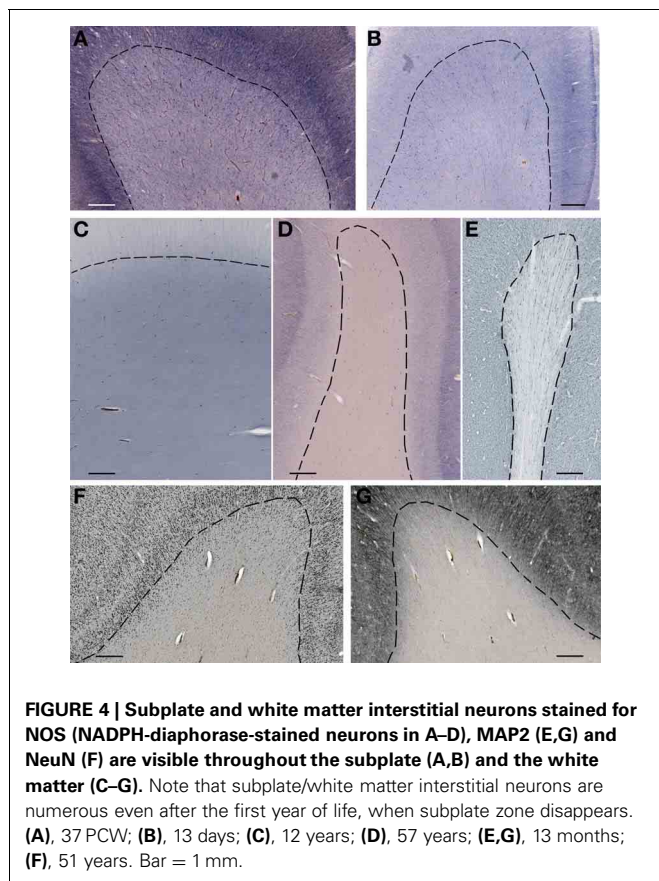 A
B
C
D
E
F
G
FIGURE 4 | Subplate and white matter interstitial neurons stained for
NOS (NADPH-diaphorase-stained neurons in A–D), MAP2 (E,G) and
NeuN (F) are visible throughout the subplate (A,B) and the white
matter (C–G). Note that subplate/white matter interstitial neurons are
numerous even after the first year of life, when subplate zone disappears.
(A), 37 PCW; (B), 13 days; (C), 12 years; (D), 57 years; (E,G), 13 months;
(F), 51 years. Bar = 1 mm.